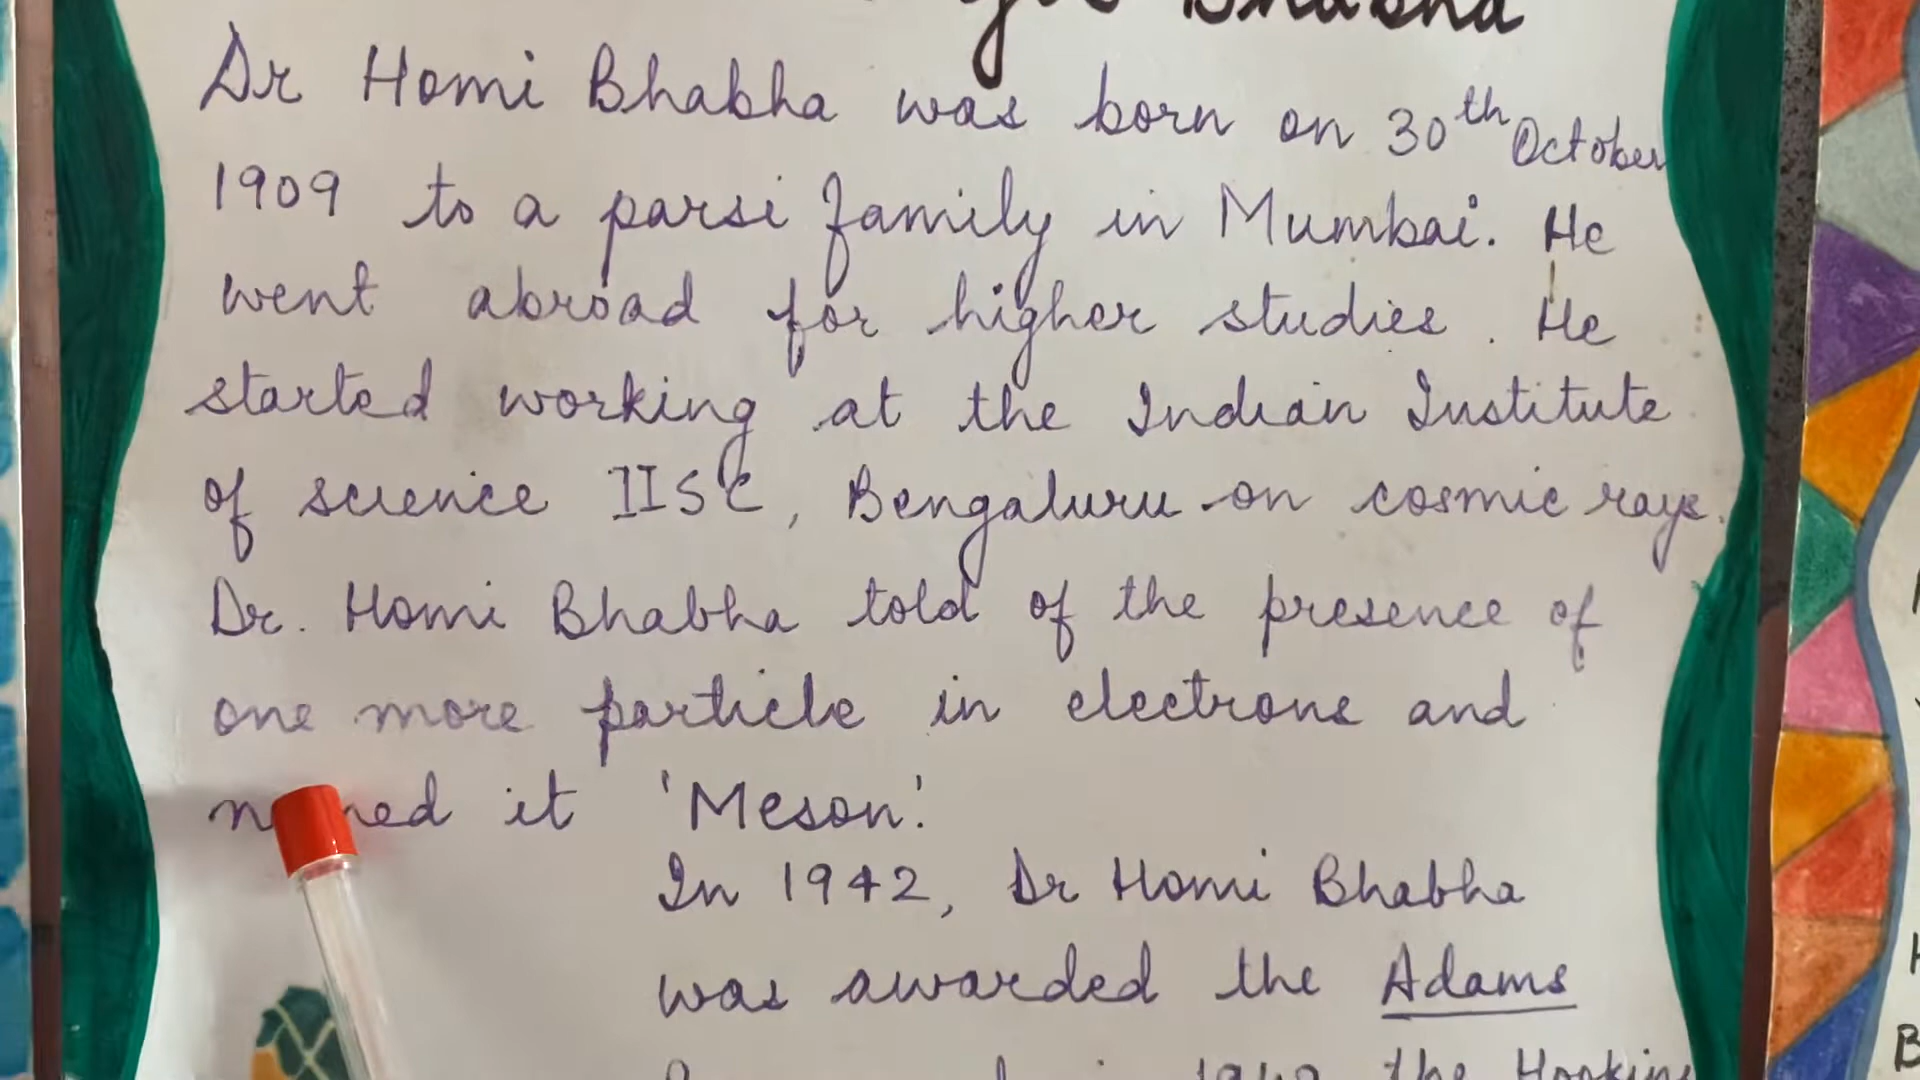 Bhabha
Dr Homi Bhabha was born on 30th October
1909 to a parsi family in Mumbai. He
went abroad for higher studies. He
started working at the Indian Institute
of science IISC, Bengaluru on cosmic rays.
Dr. Homi Bhabha told of the presence of
one more particle in electrons and
it 'Meson'.
In 1942, Dr Homi Bhabha
was awarded the Adams
the